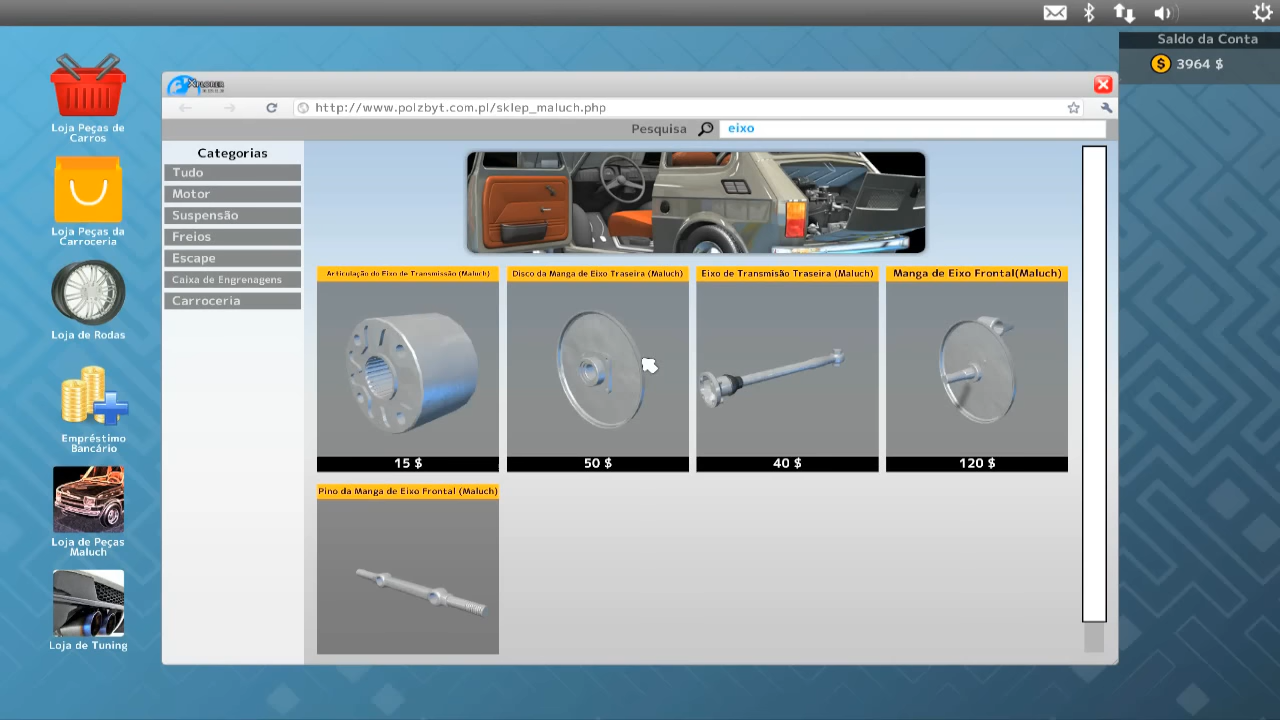 Saldo da Conta
$ 3964 $
Loja Peças de
Carros
Loja Peças da
Carroceria
Loja de Rodas
Empréstimo
Bancário
Loja de Peças
Maluch
Loja de Tuning
XPLORER
http://www.polzbyt.com.pl/sklep_maluch.php
Pesquisa eixo
Categorias
Tudo
Motor
Suspensão
Freios
Escape
Caixa de Engrenagens
Carroceria
Articulação do Eixo de Transmissão (Maluch)
15 $
Disco da Manga de Eixo Traseira (Maluch)
50 $
Eixo de Transmisão Traseira (Maluch)
40 $
Manga de Eixo Frontal(Maluch)
120 $
Pino da Manga de Eixo Frontal (Maluch)